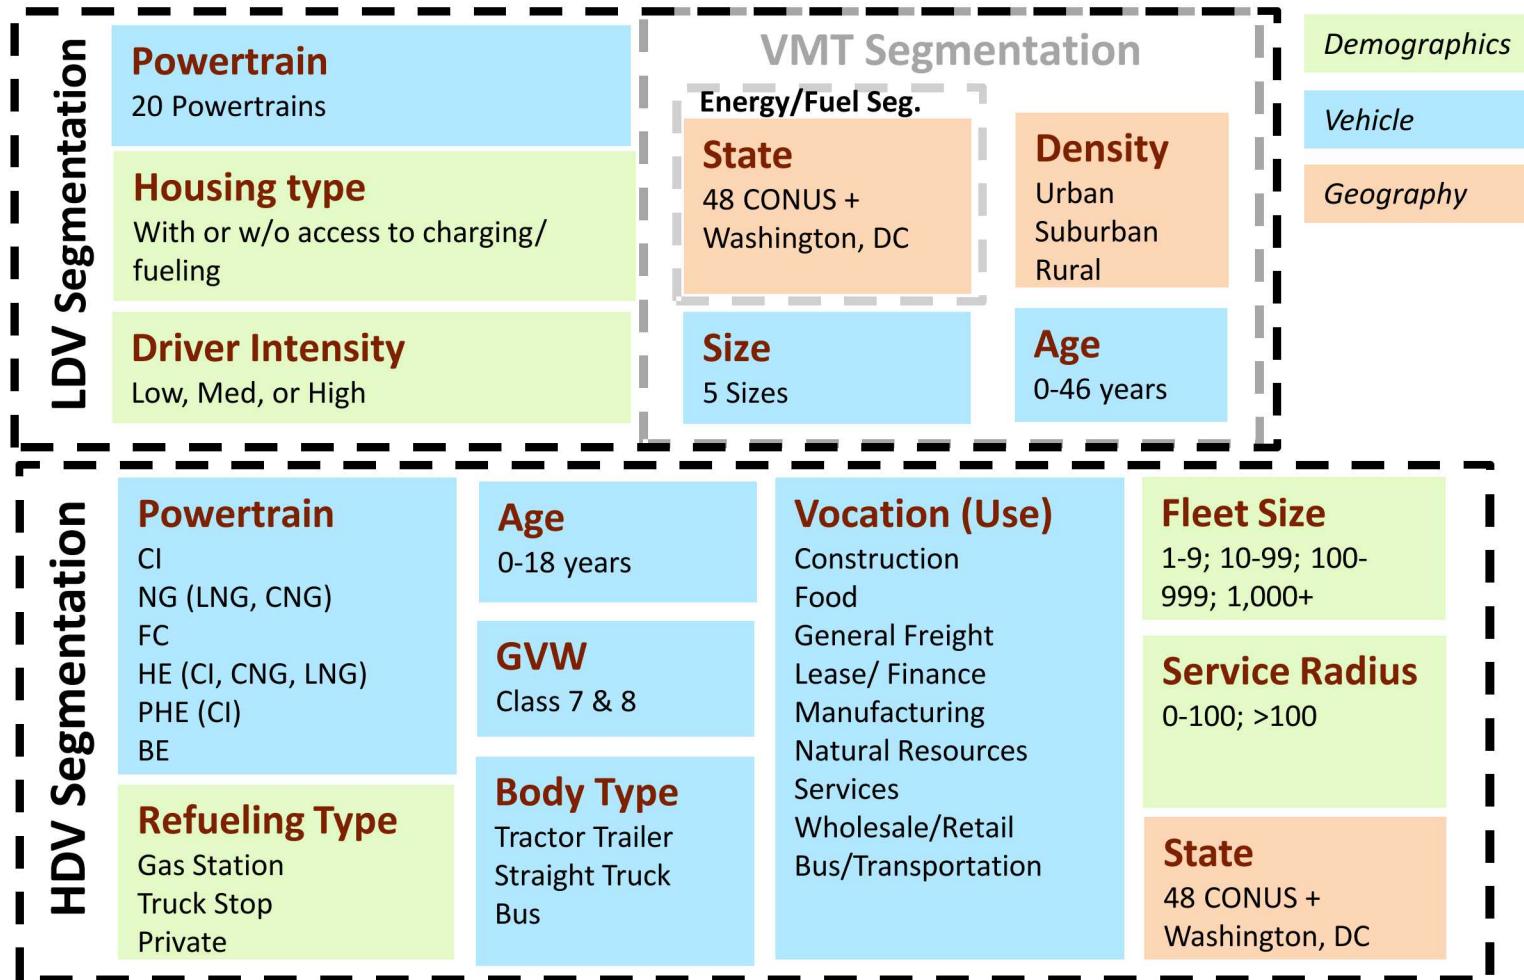 LDV Segmentation
Powertrain
20 Powertrains
Housing type
With or w/o access to charging/
fueling
Driver Intensity
Low, Med, or High
VMT Segmentation
Energy/Fuel Seg.
State
48 CONUS +
Washington, DC
Density
Urban
Suburban
Rural
Size
5 Sizes
Age
0-46 years
Demographics
Vehicle
Geography
HDV Segmentation
Powertrain
CI
NG (LNG, CNG)
FC
HE (CI, CNG, LNG)
PHE (CI)
BE
Refueling Type
Gas Station
Truck Stop
Private
Age
0-18 years
GVW
Class 7 & 8
Body Type
Tractor Trailer
Straight Truck
Bus
Vocation (Use)
Construction
Food
General Freight
Lease/ Finance
Manufacturing
Natural Resources
Services
Wholesale/Retail
Bus/Transportation
Fleet Size
1-9; 10-99; 100-
999; 1,000+
Service Radius
0-100; >100
State
48 CONUS +
Washington, DC